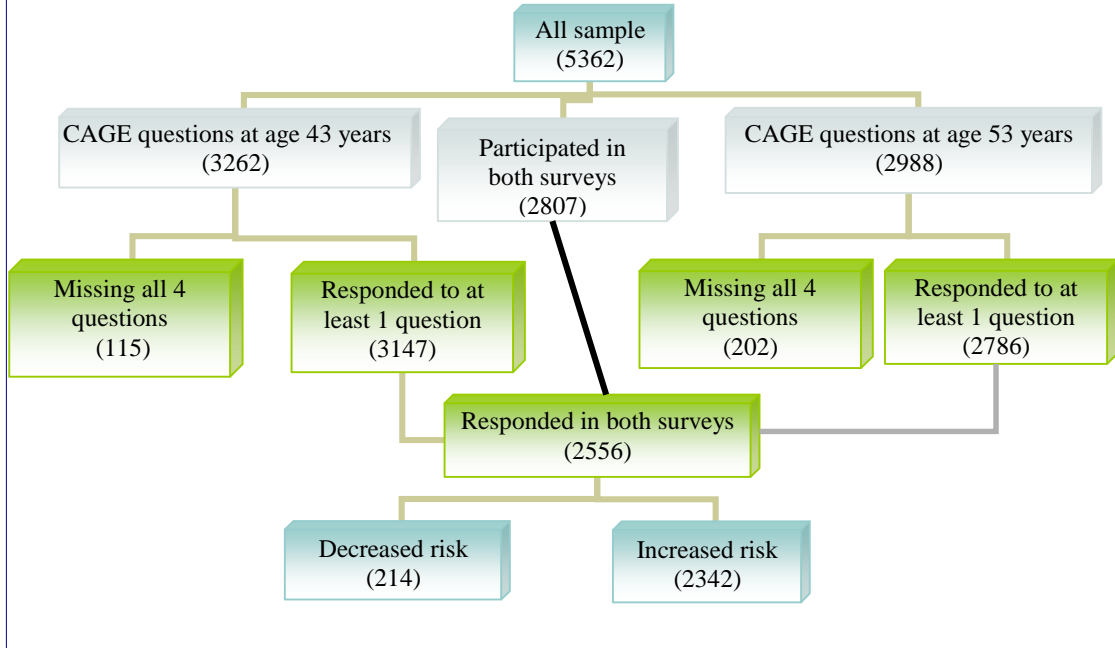 All sample
(5362)
CAGE questions at age 43 years
(3262)
Participated in
both surveys
(2807)
CAGE questions at age 53 years
(2988)
Missing all 4
questions
(115)
Responded to at
least 1 question
(3147)
Missing all 4
questions
(202)
Responded to at
least 1 question
(2786)
Responded in both surveys
(2556)
Decreased risk
(214)
Increased risk
(2342)